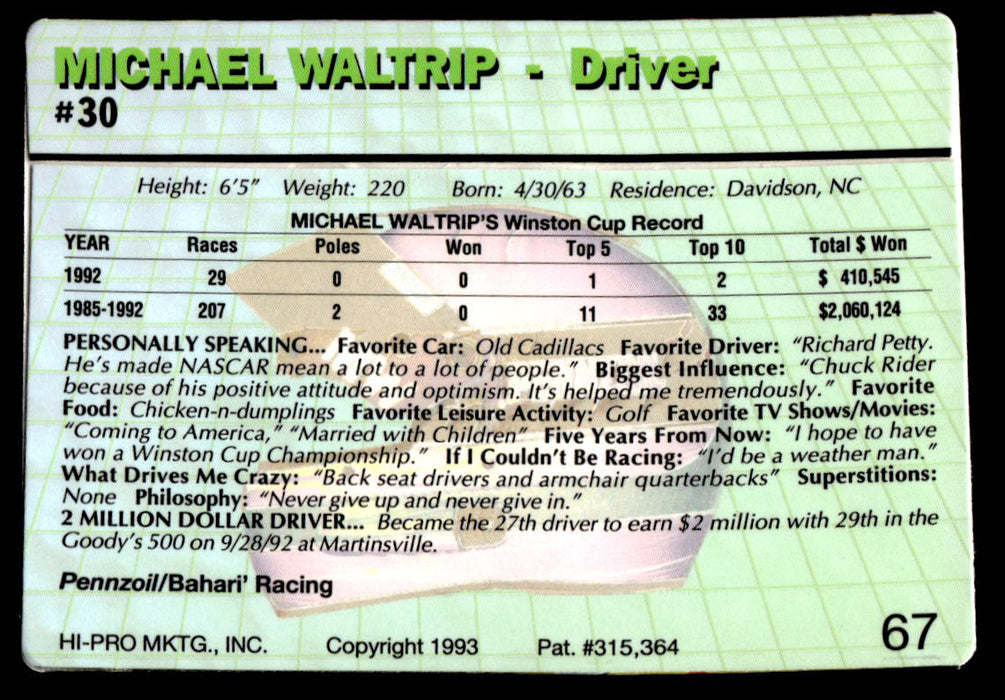 MICHAEL WALTRIP - Driver
#30
Height: 6'5" Weight: 220 Born: 4/30/63 Residence: Davidson, NC
MICHAEL WALTRIP'S Winston Cup Record
YEAR Races Poles Won Top 5 Top 10 Total $ Won
1992 29 0 0 1 2 $ 410,545
1985-1992 207 2 0 11 33 $2,060,124
PERSONALLY SPEAKING... Favorite Car: Old Cadillacs Favorite Driver: "Richard Petty.
He's made NASCAR mean a lot to a lot of people." Biggest Influence: "Chuck Rider
because of his positive attitude and optimism. It's helped me tremendously." Favorite
Food: Chicken-n-dumplings Favorite Leisure Activity: Golf Favorite TV Shows/Movies:
"Coming to America," "Married with Children" Five Years From Now: "I hope to have
won a Winston Cup Championship." If I Couldn't Be Racing: "I'd be a weather man."
What Drives Me Crazy: "Back seat drivers and armchair quarterbacks" Superstitions:
None Philosophy: "Never give up and never give in."
2 MILLION DOLLAR DRIVER... Became the 27th driver to earn $2 million with 29th in the
Goody's 500 on 9/28/92 at Martinsville.
Pennzoil/Bahari' Racing
HI-PRO MKTG., INC. Copyright 1993 Pat. #315,364 67